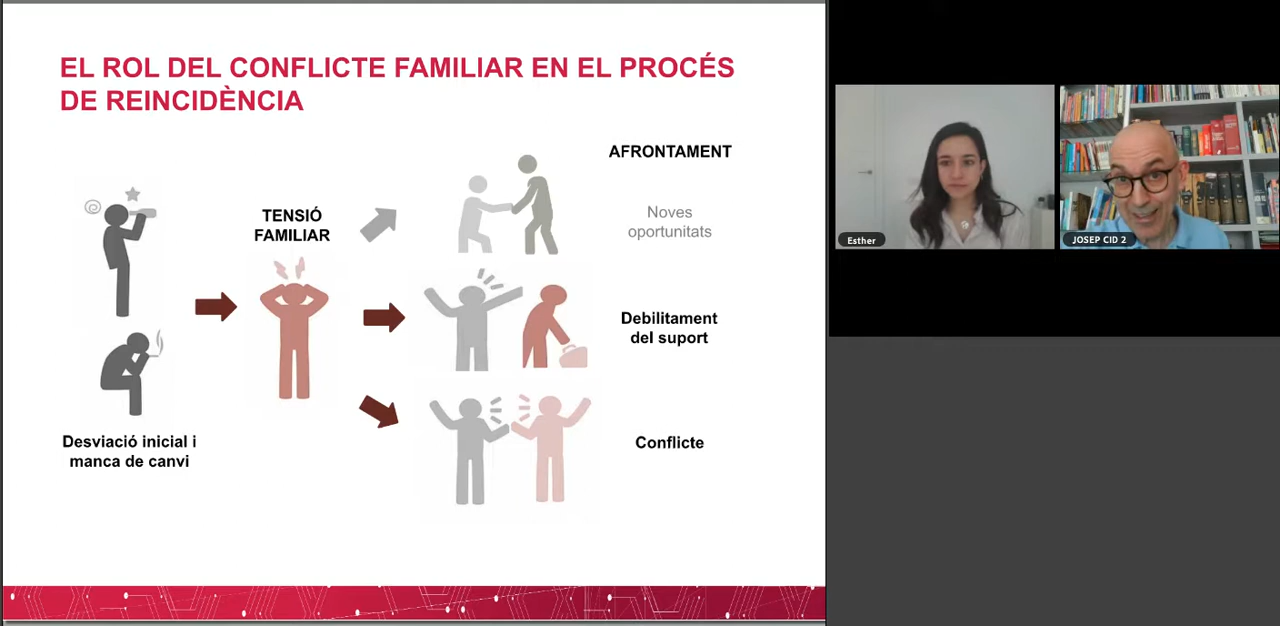 EL ROL DEL CONFLICTE FAMILIAR EN EL PROCÉS
DE REINCIDÈNCIA
AFRONTAMENT
TENSIÓ
FAMILIAR
Noves
oportunitats
Debilitament
del suport
Desviació inicial i
manca de canvi
Conflicte
Esther
JOSEP CID 2